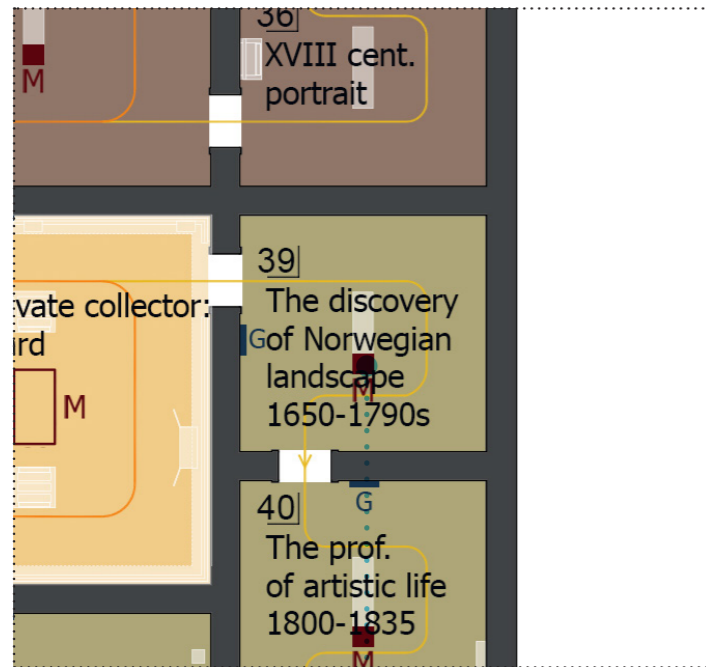 36
XVIII cent.
portrait
M
39
The discovery
of Norwegian
landscape
1650-1790s
G
M
vate collector:
ird
M
G
40
The prof.
of artistic life
1800-1835
M